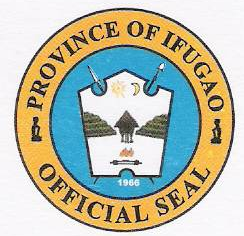 PROVINCE OF IFUGAO
1966
OFFICIAL SEAL